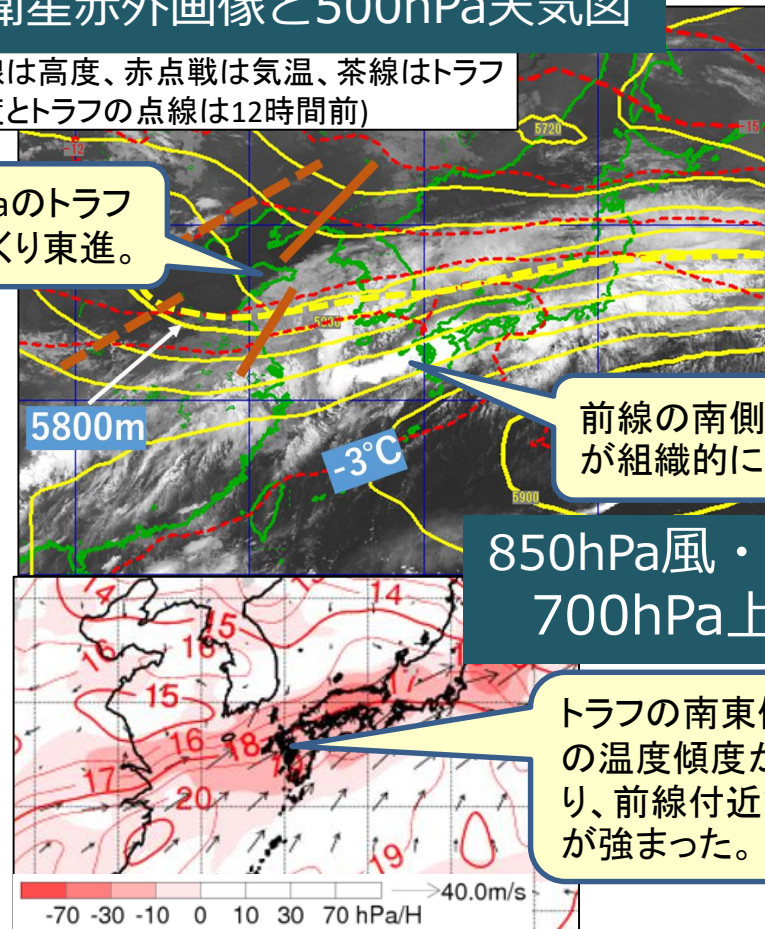 衛星赤外画像と500hPa天気図
線は高度、赤点戦は気温、茶線はトラフ
度とトラフの点線は12時間前)
5720
-15
-12
aのトラフ
くり東進。
5800m
-3℃
前線の南側
が組織的に
5900
850hPa風・
700hPa上
14
14
15
16
16
15
17
16
18
17
20
19
トラフの南東側
の温度傾度が
り、前線付近
が強まった。
40.0m/s
-70 -30 -10 0 10 30 70 hPa/H